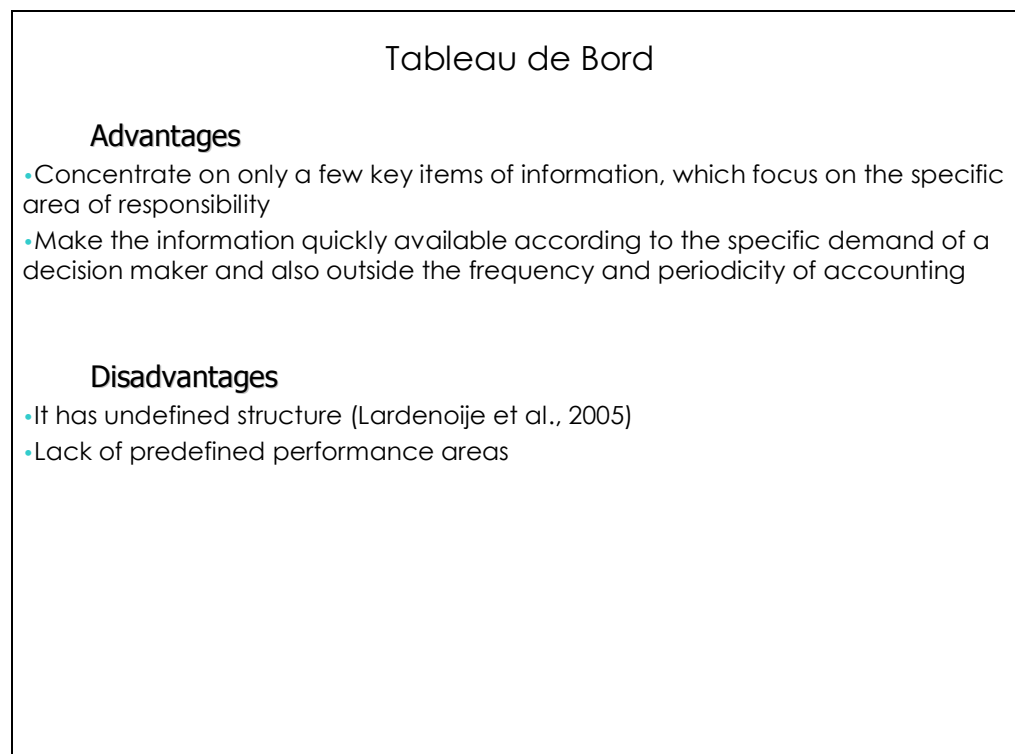 Tableau de Bord
Advantages
•Concentrate on only a few key items of information, which focus on the specific
area of responsibility
•Make the information quickly available according to the specific demand of a
decision maker and also outside the frequency and periodicity of accounting
Disadvantages
•It has undefined structure (Lardenoije et al., 2005)
•Lack of predefined performance areas